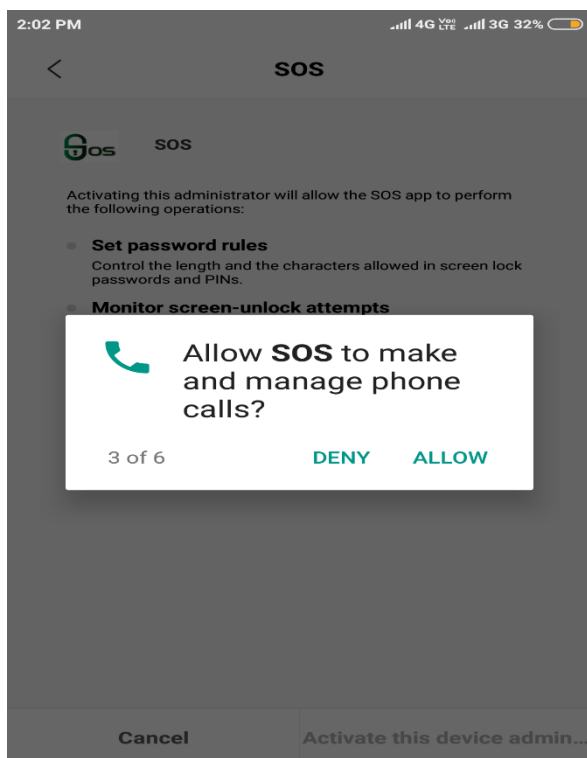 2:02 PM 4G VoLTE 3G 32%
SOS
SOS SOS
Activating this administrator will allow the SOS app to perform
the following operations:
Set password rules
Control the length and the characters allowed in screen lock
passwords and PINs.
Monitor screen-unlock attempts
Allow SOS to make
and manage phone
calls?
3 of 6 DENY ALLOW
Cancel Activate this device admin...